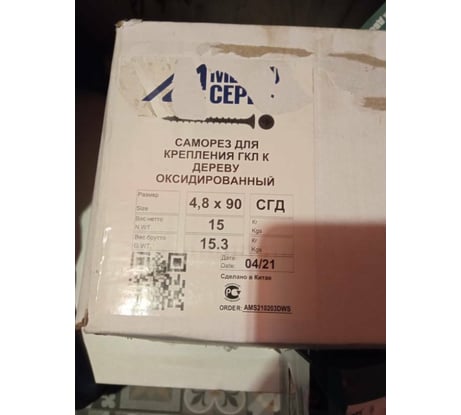 СЕРВ
САМОРЕЗ ДЛЯ
КРЕПЛЕНИЯ ГКЛ К
ДЕРЕВУ
ОКСИДИРОВАННЫЙ
Размер
Size
4,8 x 90 СГД
Вес нетто
N.WT.
15
Кг
Kgs
Вес брутто
G.WT.
15.3
Кг
Kgs
Дата
Date:
04/21
Сделано в Китае
ORDER: AMS210203DWS